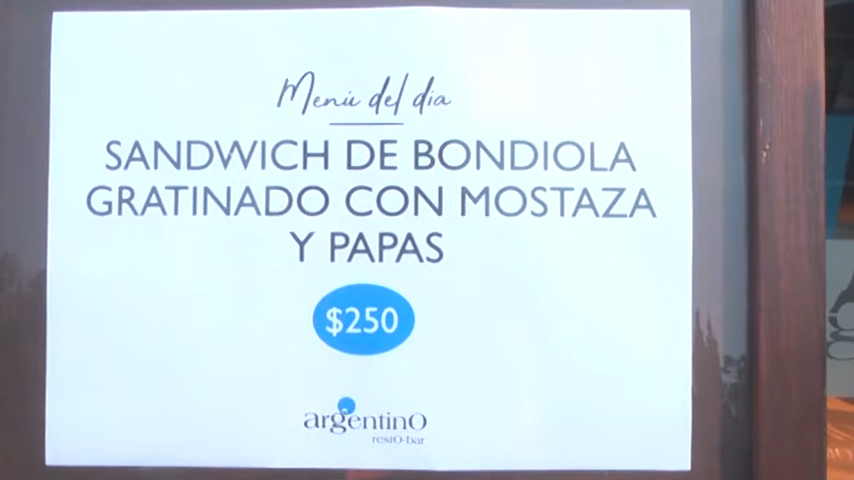 Menú del día
SANDWICH DE BONDIOLA
GRATINADO CON MOSTAZA
Y PAPAS
$250
argentinO
restO-bar